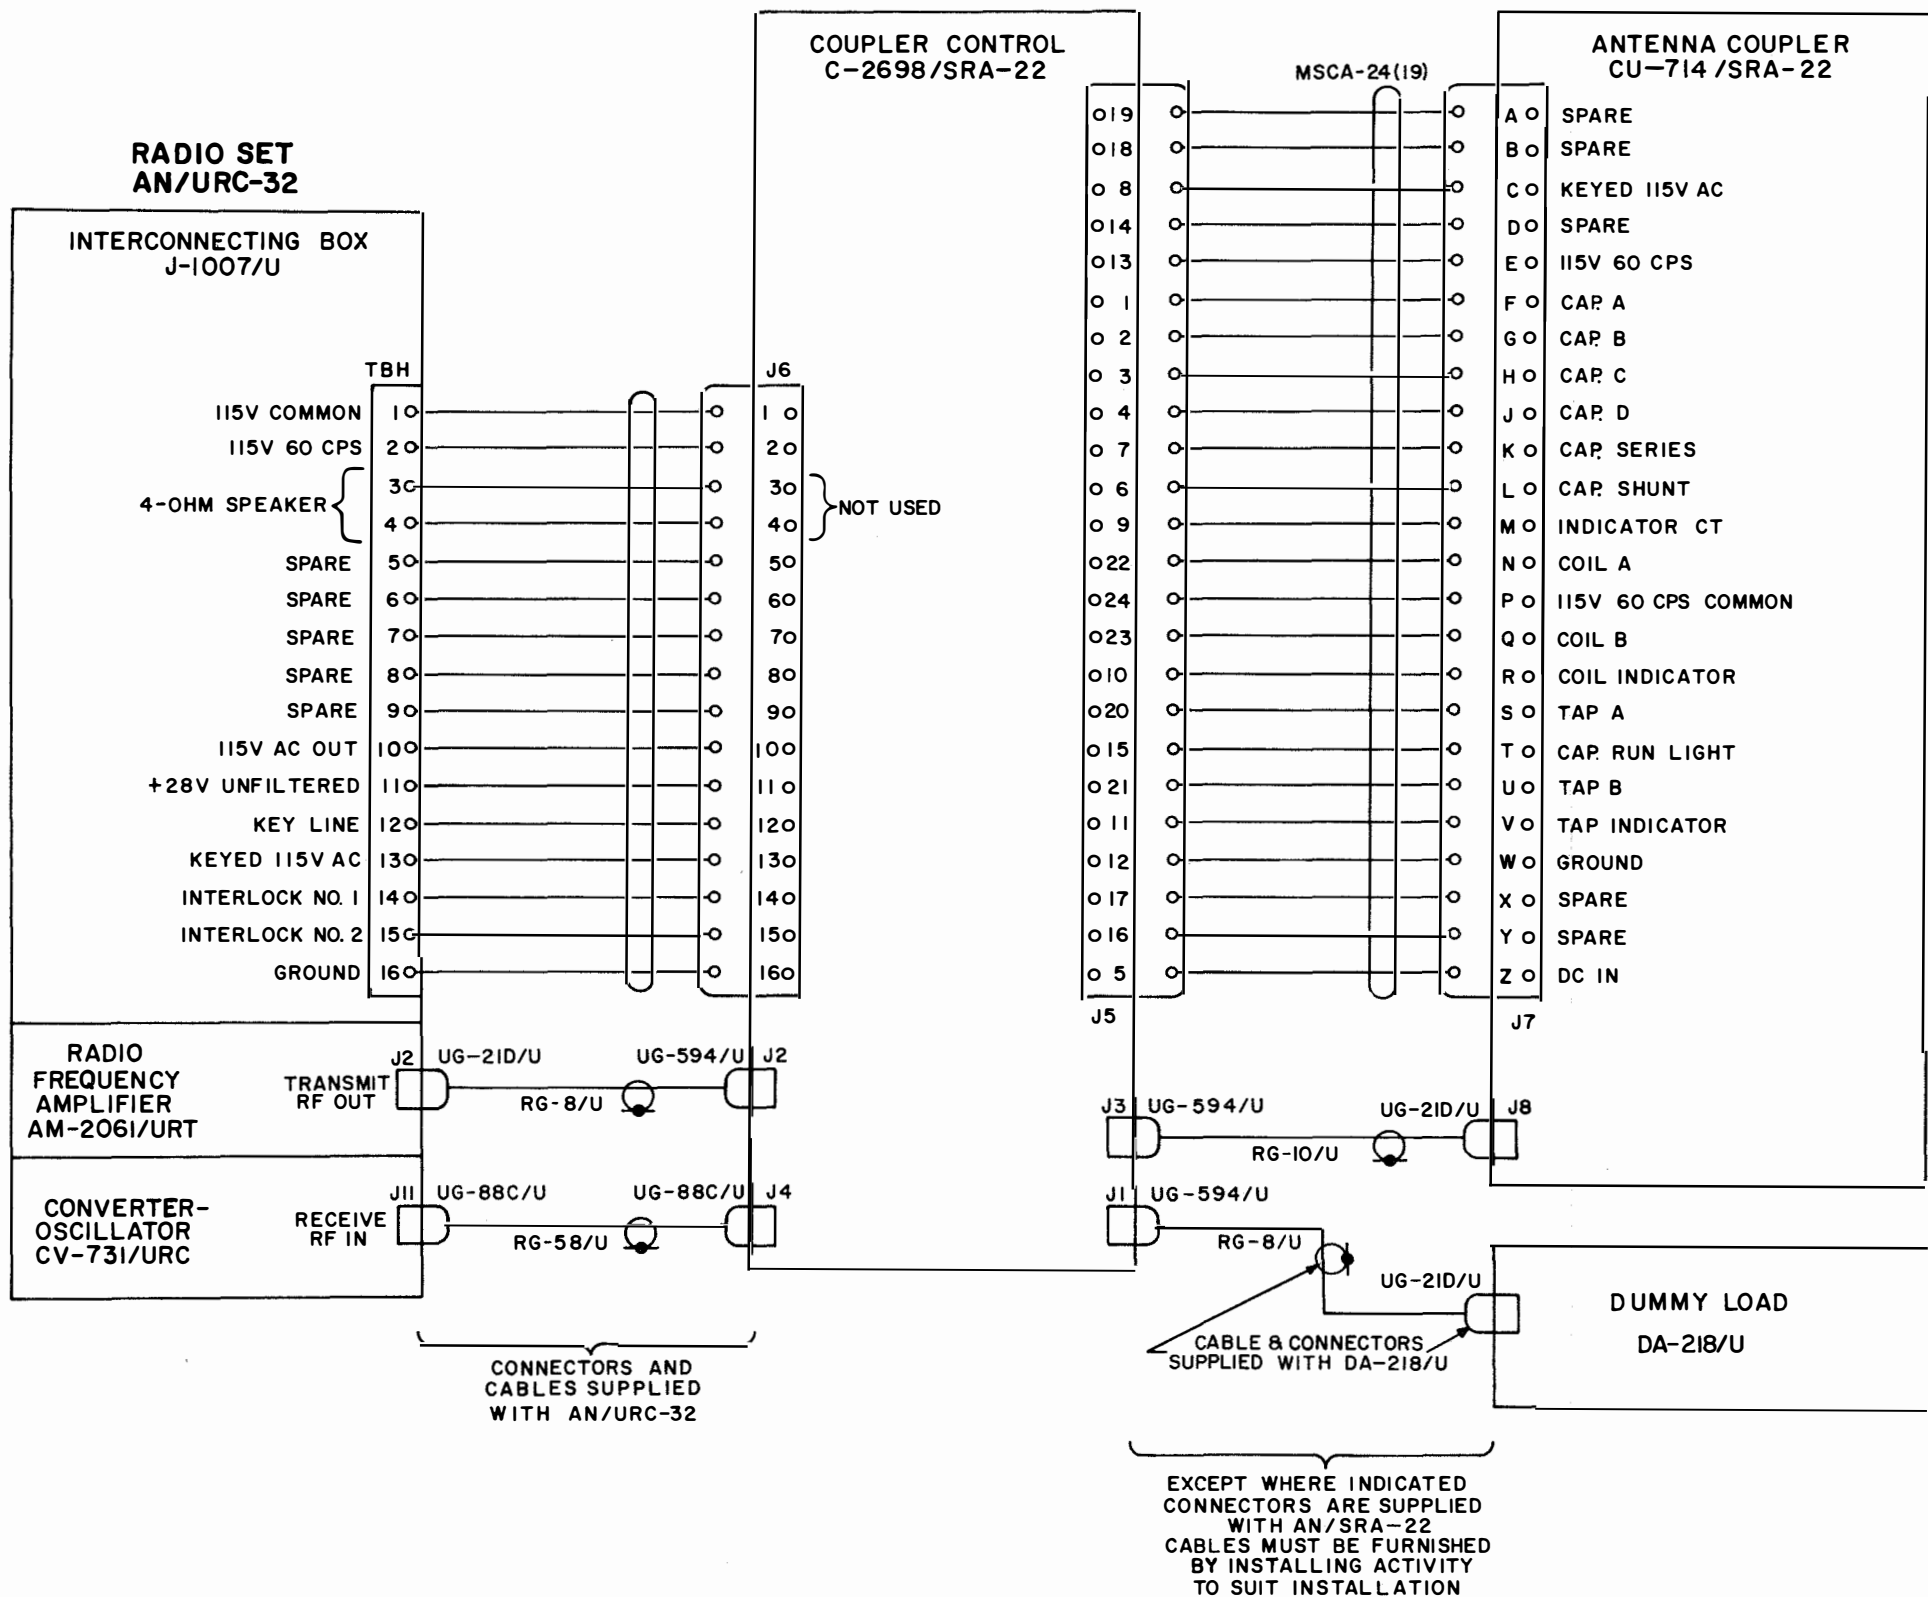 COUPLER CONTROL
C-2698/SRA-22
ANTENNA COUPLER
CU-714/SRA-22
MSCA-24(19)
RADIO SET
AN/URC-32
INTERCONNECTING BOX
J-1007/U
TBH
J6
115V COMMON 1 1
115V 60 CPS 2 2
4-OHM SPEAKER
3 3
4 4
NOT USED
SPARE 5 5
SPARE 6 6
SPARE 7 7
SPARE 8 8
SPARE 9 9
115V AC OUT 10 10
+28V UNFILTERED 11 11
KEY LINE 12 12
KEYED 115V AC 13 13
INTERLOCK NO. 1 14 14
INTERLOCK NO. 2 15 15
GROUND 16 16
19 A SPARE
18 B SPARE
8 C KEYED 115V AC
14 D SPARE
13 E 115V 60 CPS
1 F CAP. A
2 G CAP. B
3 H CAP. C
4 J CAP. D
7 K CAP. SERIES
6 L CAP. SHUNT
9 M INDICATOR CT
22 N COIL A
24 P 115V 60 CPS COMMON
23 Q COIL B
10 R COIL INDICATOR
20 S TAP A
15 T CAP. RUN LIGHT
21 U TAP B
11 V TAP INDICATOR
12 W GROUND
17 X SPARE
16 Y SPARE
5 Z DC IN
J5
J7
RADIO
FREQUENCY
AMPLIFIER
AM-2061/URT
TRANSMIT
RF OUT
J2 UG-21D/U UG-594/U J2
RG-8/U
J3 UG-594/U UG-21D/U J8
RG-10/U
CONVERTER-
OSCILLATOR
CV-731/URC
RECEIVE
RF IN
J11 UG-88C/U UG-88C/U J4
RG-58/U
J1 UG-594/U
RG-8/U
UG-21D/U
DUMMY LOAD
DA-218/U
CABLE & CONNECTORS
SUPPLIED WITH DA-218/U
CONNECTORS AND
CABLES SUPPLIED
WITH AN/URC-32
EXCEPT WHERE INDICATED
CONNECTORS ARE SUPPLIED
WITH AN/SRA-22
CABLES MUST BE FURNISHED
BY INSTALLING ACTIVITY
TO SUIT INSTALLATION